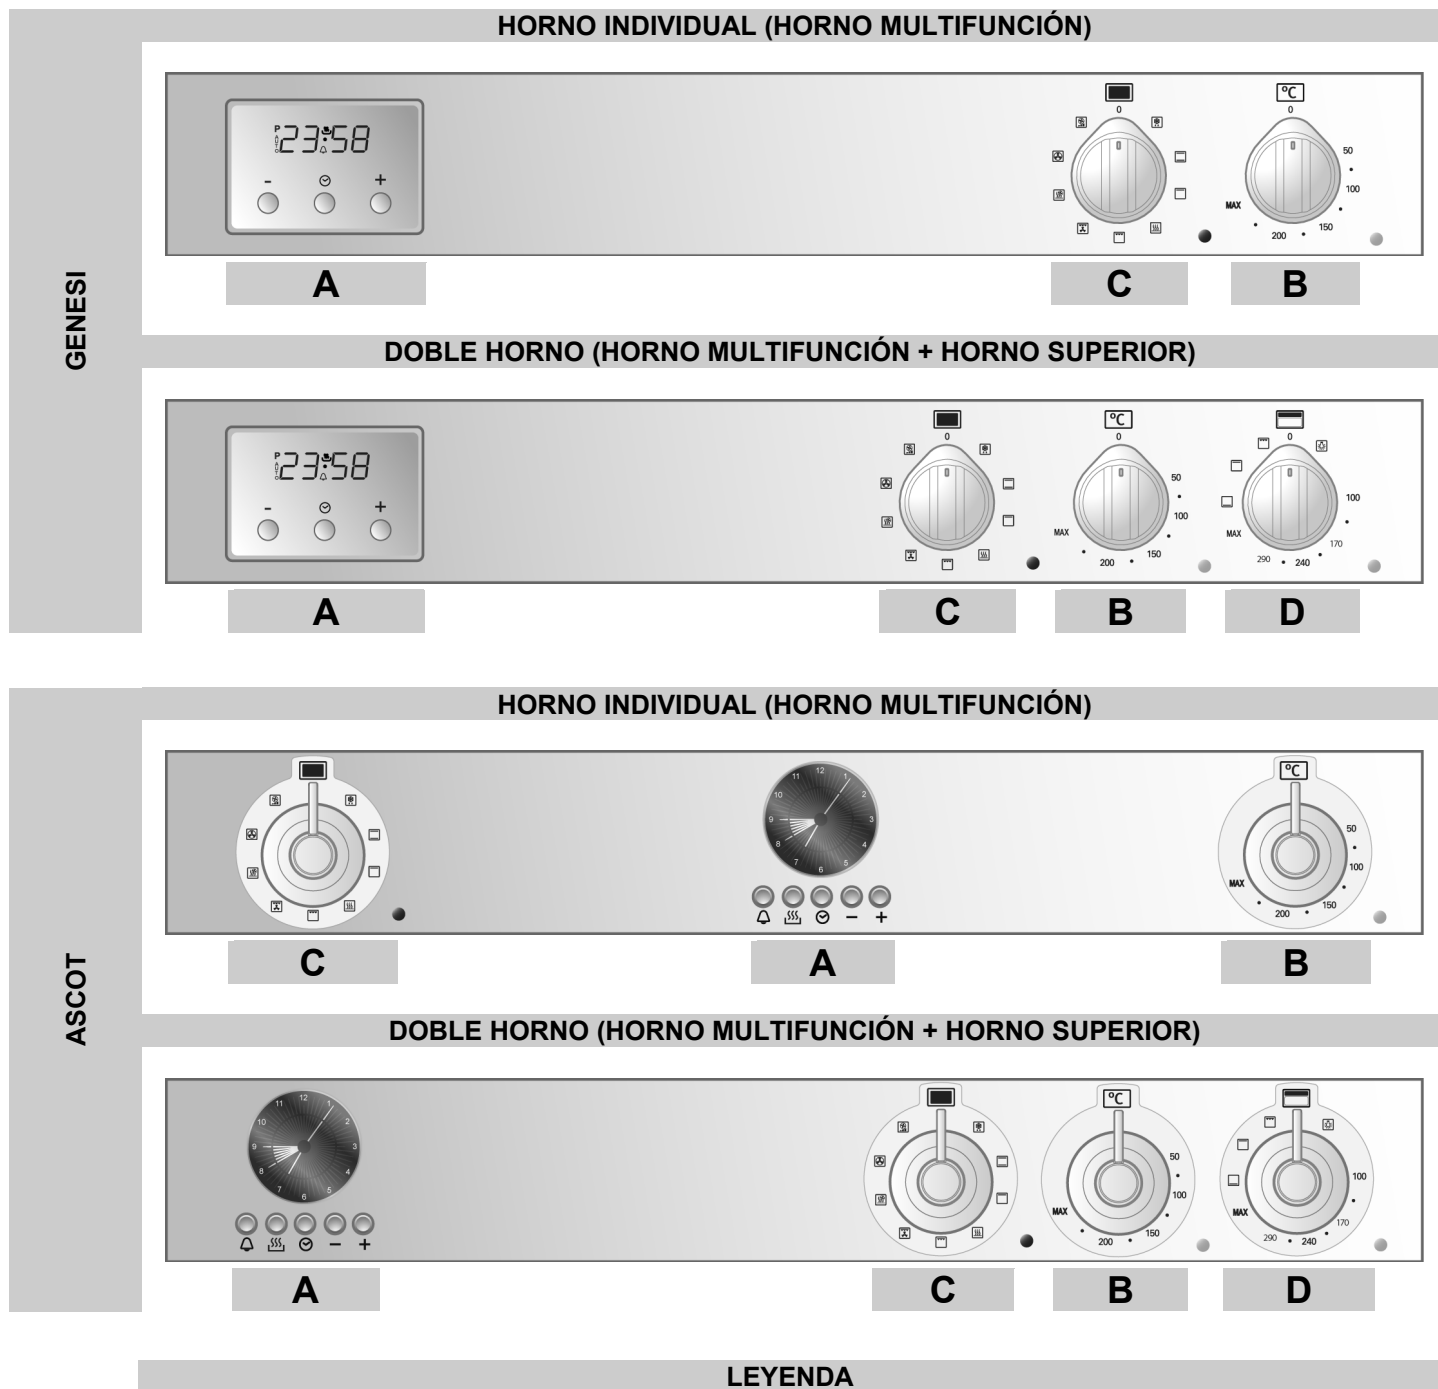 HORNO INDIVIDUAL (HORNO MULTIFUNCIÓN)
GENESI
P
AUTO
23:58
- +
0
°C
0
50
100
150
200
MAX
A C B
DOBLE HORNO (HORNO MULTIFUNCIÓN + HORNO SUPERIOR)
P
AUTO
23:58
- +
0
°C
0
50
100
150
200
MAX
0
100
170
240
290
MAX
A C B D
ASCOT
HORNO INDIVIDUAL (HORNO MULTIFUNCIÓN)
12 1 2 3 4 5 6 7 8 9 10 11
- +
°C
50
100
150
200
MAX
C A B
DOBLE HORNO (HORNO MULTIFUNCIÓN + HORNO SUPERIOR)
12 1 2 3 4 5 6 7 8 9 10 11
- +
°C
50
100
150
200
MAX
100
170
240
290
MAX
A C B D
LEYENDA